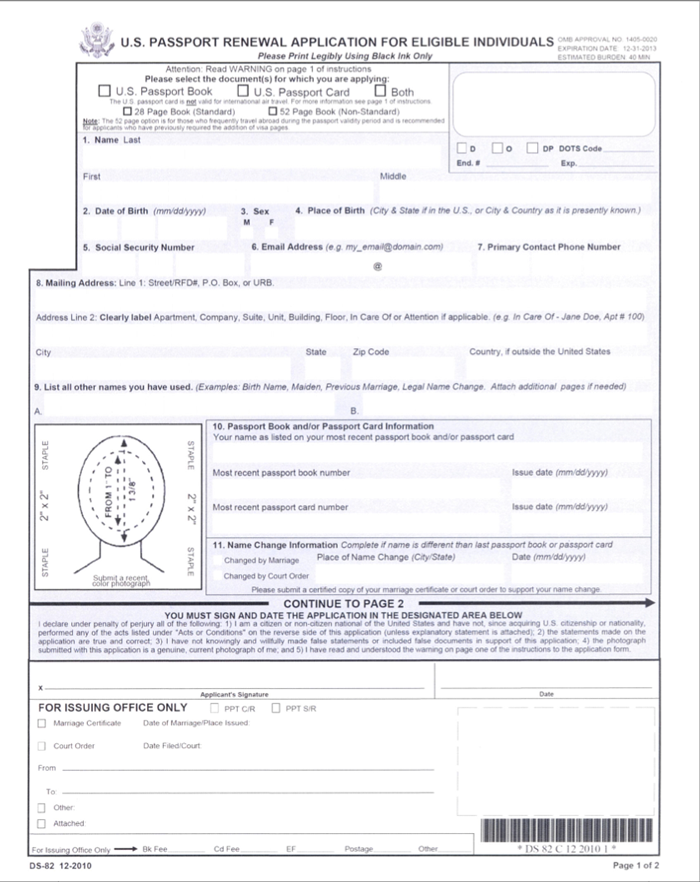 U.S. PASSPORT RENEWAL APPLICATION FOR ELIGIBLE INDIVIDUALS
OMB APPROVAL NO. 1405-0020
EXPIRATION DATE: 12-31-2013
ESTIMATED BURDEN: 40 MIN
Please Print Legibly Using Black Ink Only
Attention: Read WARNING on page 1 of instructions
Please select the document(s) for which you are applying:
U.S. Passport Book U.S. Passport Card Both
The U.S. passport card is not valid for international air travel. For more information see page 1 of instructions
28 Page Book (Standard) 52 Page Book (Non-Standard)
Note: The 52 page option is for those who frequently travel abroad during the passport validity period and is recommended
for applicants who have previously required the addition of visa pages.
1. Name Last
D O DP DOTS Code
End. # Exp.
First Middle
2. Date of Birth (mm/dd/yyyy) 3. Sex 4. Place of Birth (City & State if in the U.S., or City & Country as it is presently known.)
M F
5. Social Security Number 6. Email Address (e.g. my_email@domain.com) 7. Primary Contact Phone Number
@
8. Mailing Address: Line 1: Street/RFD#, P.O. Box, or URB.
Address Line 2: Clearly label Apartment, Company, Suite, Unit, Building, Floor, In Care Of or Attention if applicable. (e.g. In Care Of - Jane Doe, Apt # 100)
City State Zip Code Country, if outside the United States
9. List all other names you have used. (Examples: Birth Name, Maiden, Previous Marriage, Legal Name Change. Attach additional pages if needed)
A. B.
STAPLE 2" x 2" STAPLE
FROM 1" TO
1 3/8"
STAPLE 2" x 2" STAPLE
Submit a recent
color photograph
10. Passport Book and/or Passport Card Information
Your name as listed on your most recent passport book and/or passport card
Most recent passport book number Issue date (mm/dd/yyyy)
Most recent passport card number Issue date (mm/dd/yyyy)
11. Name Change Information Complete if name is different than last passport book or passport card
Changed by Marriage Place of Name Change (City/State) Date (mm/dd/yyyy)
Changed by Court Order
Please submit a certified copy of your marriage certificate or court order to support your name change.
CONTINUE TO PAGE 2
YOU MUST SIGN AND DATE THE APPLICATION IN THE DESIGNATED AREA BELOW
I declare under penalty of perjury all of the following: 1) I am a citizen or non-citizen national of the United States and have not, since acquiring U.S. citizenship or nationality,
performed any of the acts listed under "Acts or Conditions" on the reverse side of this application (unless explanatory statement is attached); 2) the statements made on the
application are true and correct; 3) I have not knowingly and willfully made false statements or included false documents in support of this application; 4) the photograph
submitted with this application is a genuine, current photograph of me; and 5) I have read and understood the warning on page one of the instructions to the application form.
x
Applicant's Signature Date
FOR ISSUING OFFICE ONLY PPT C/R PPT S/R
Marriage Certificate Date of Marriage/Place Issued:
Court Order Date Filed/Court
From
To:
Other:
Attached:
For Issuing Office Only Bk Fee Cd Fee EF Postage Other
* DS 82 C 12 2010 1 *
DS-82 12-2010 Page 1 of 2